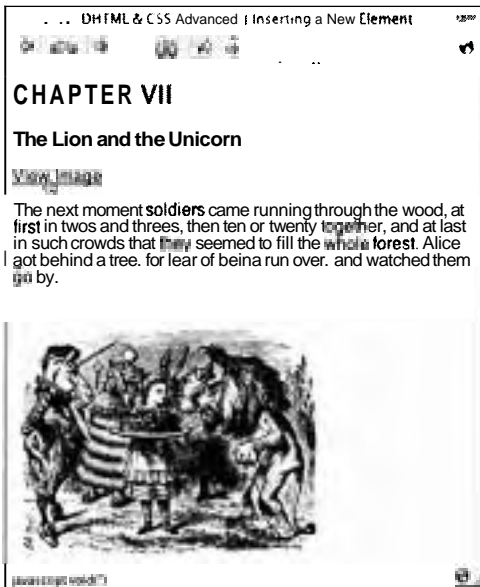 DHTML & CSS Advanced | Inserting a New Element
CHAPTER VII
The Lion and the Unicorn
View Image
The next moment soldiers came running through the wood, at
first in twos and threes, then ten or twenty together, and at last
in such crowds that they seemed to fill the whole forest. Alice
got behind a tree. for lear of beina run over. and watched them
go by.